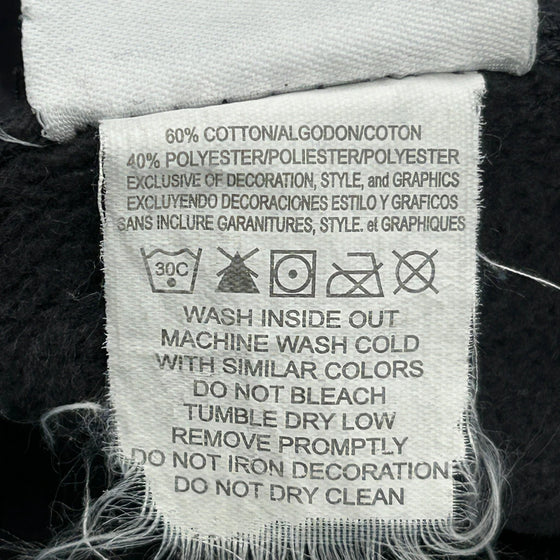 60% COTTON/ALGODON/COTON
40% POLYESTER/POLIESTER/POLYESTER
EXCLUSIVE OF DECORATION, STYLE, and GRAPHICS
EXCLUYENDO DECORACIONES ESTILO Y GRAFICOS
SANS INCLURE GARANITURES, STYLE. et GRAPHIQUES
30C
WASH INSIDE OUT
MACHINE WASH COLD
WITH SIMILAR COLORS
DO NOT BLEACH
TUMBLE DRY LOW
REMOVE PROMPTLY
DO NOT IRON DECORATION
DO NOT DRY CLEAN